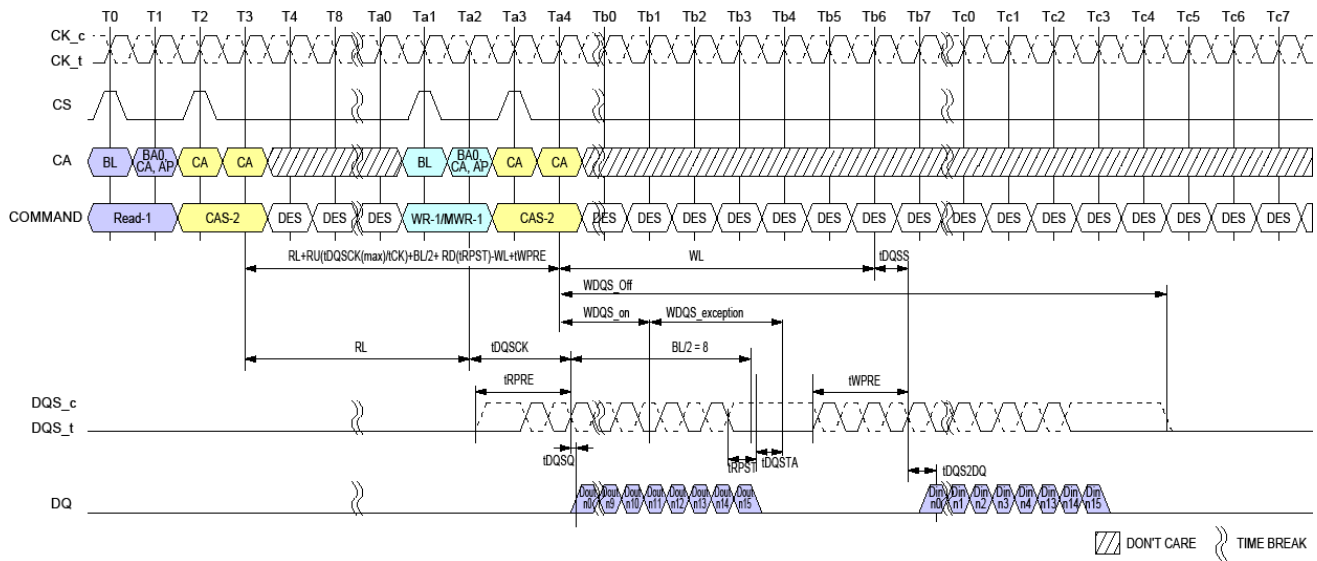 T0 T1 T2 T3 T4 T8 Ta0 Ta1 Ta2 Ta3 Ta4 Tb0 Tb1 Tb2 Tb3 Tb4 Tb5 Tb6 Tb7 Tc0 Tc1 Tc2 Tc3 Tc4 Tc5 Tc6 Tc7
CK_c
CK_t
CS
CA BL BA0, CA, AP CA CA BL BA0, CA, AP CA CA
COMMAND Read-1 CAS-2 DES DES DES WR-1/MWR-1 CAS-2 DES DES DES DES DES DES DES DES DES DES DES DES DES DES DES DES
RL+RU(tDQSCK(max)/tCK)+BL/2+ RD(tRPST)-WL+tWPRE WL tDQSS
WDQS_Off
WDQS_on WDQS_exception
RL tDQSCK BL/2 = 8
tRPRE tWPRE
DQS_c
DQS_t
tDQSQ tRPST tDQSTA tDQS2DQ
DQ Dout n0 Dout n9 Dout n10 Dout n11 Dout n12 Dout n13 Dout n14 Dout n15 Din n0 Din n1 Din n2 Din n3 Din n4 Din n13 Din n14 Din n15
DON'T CARE TIME BREAK